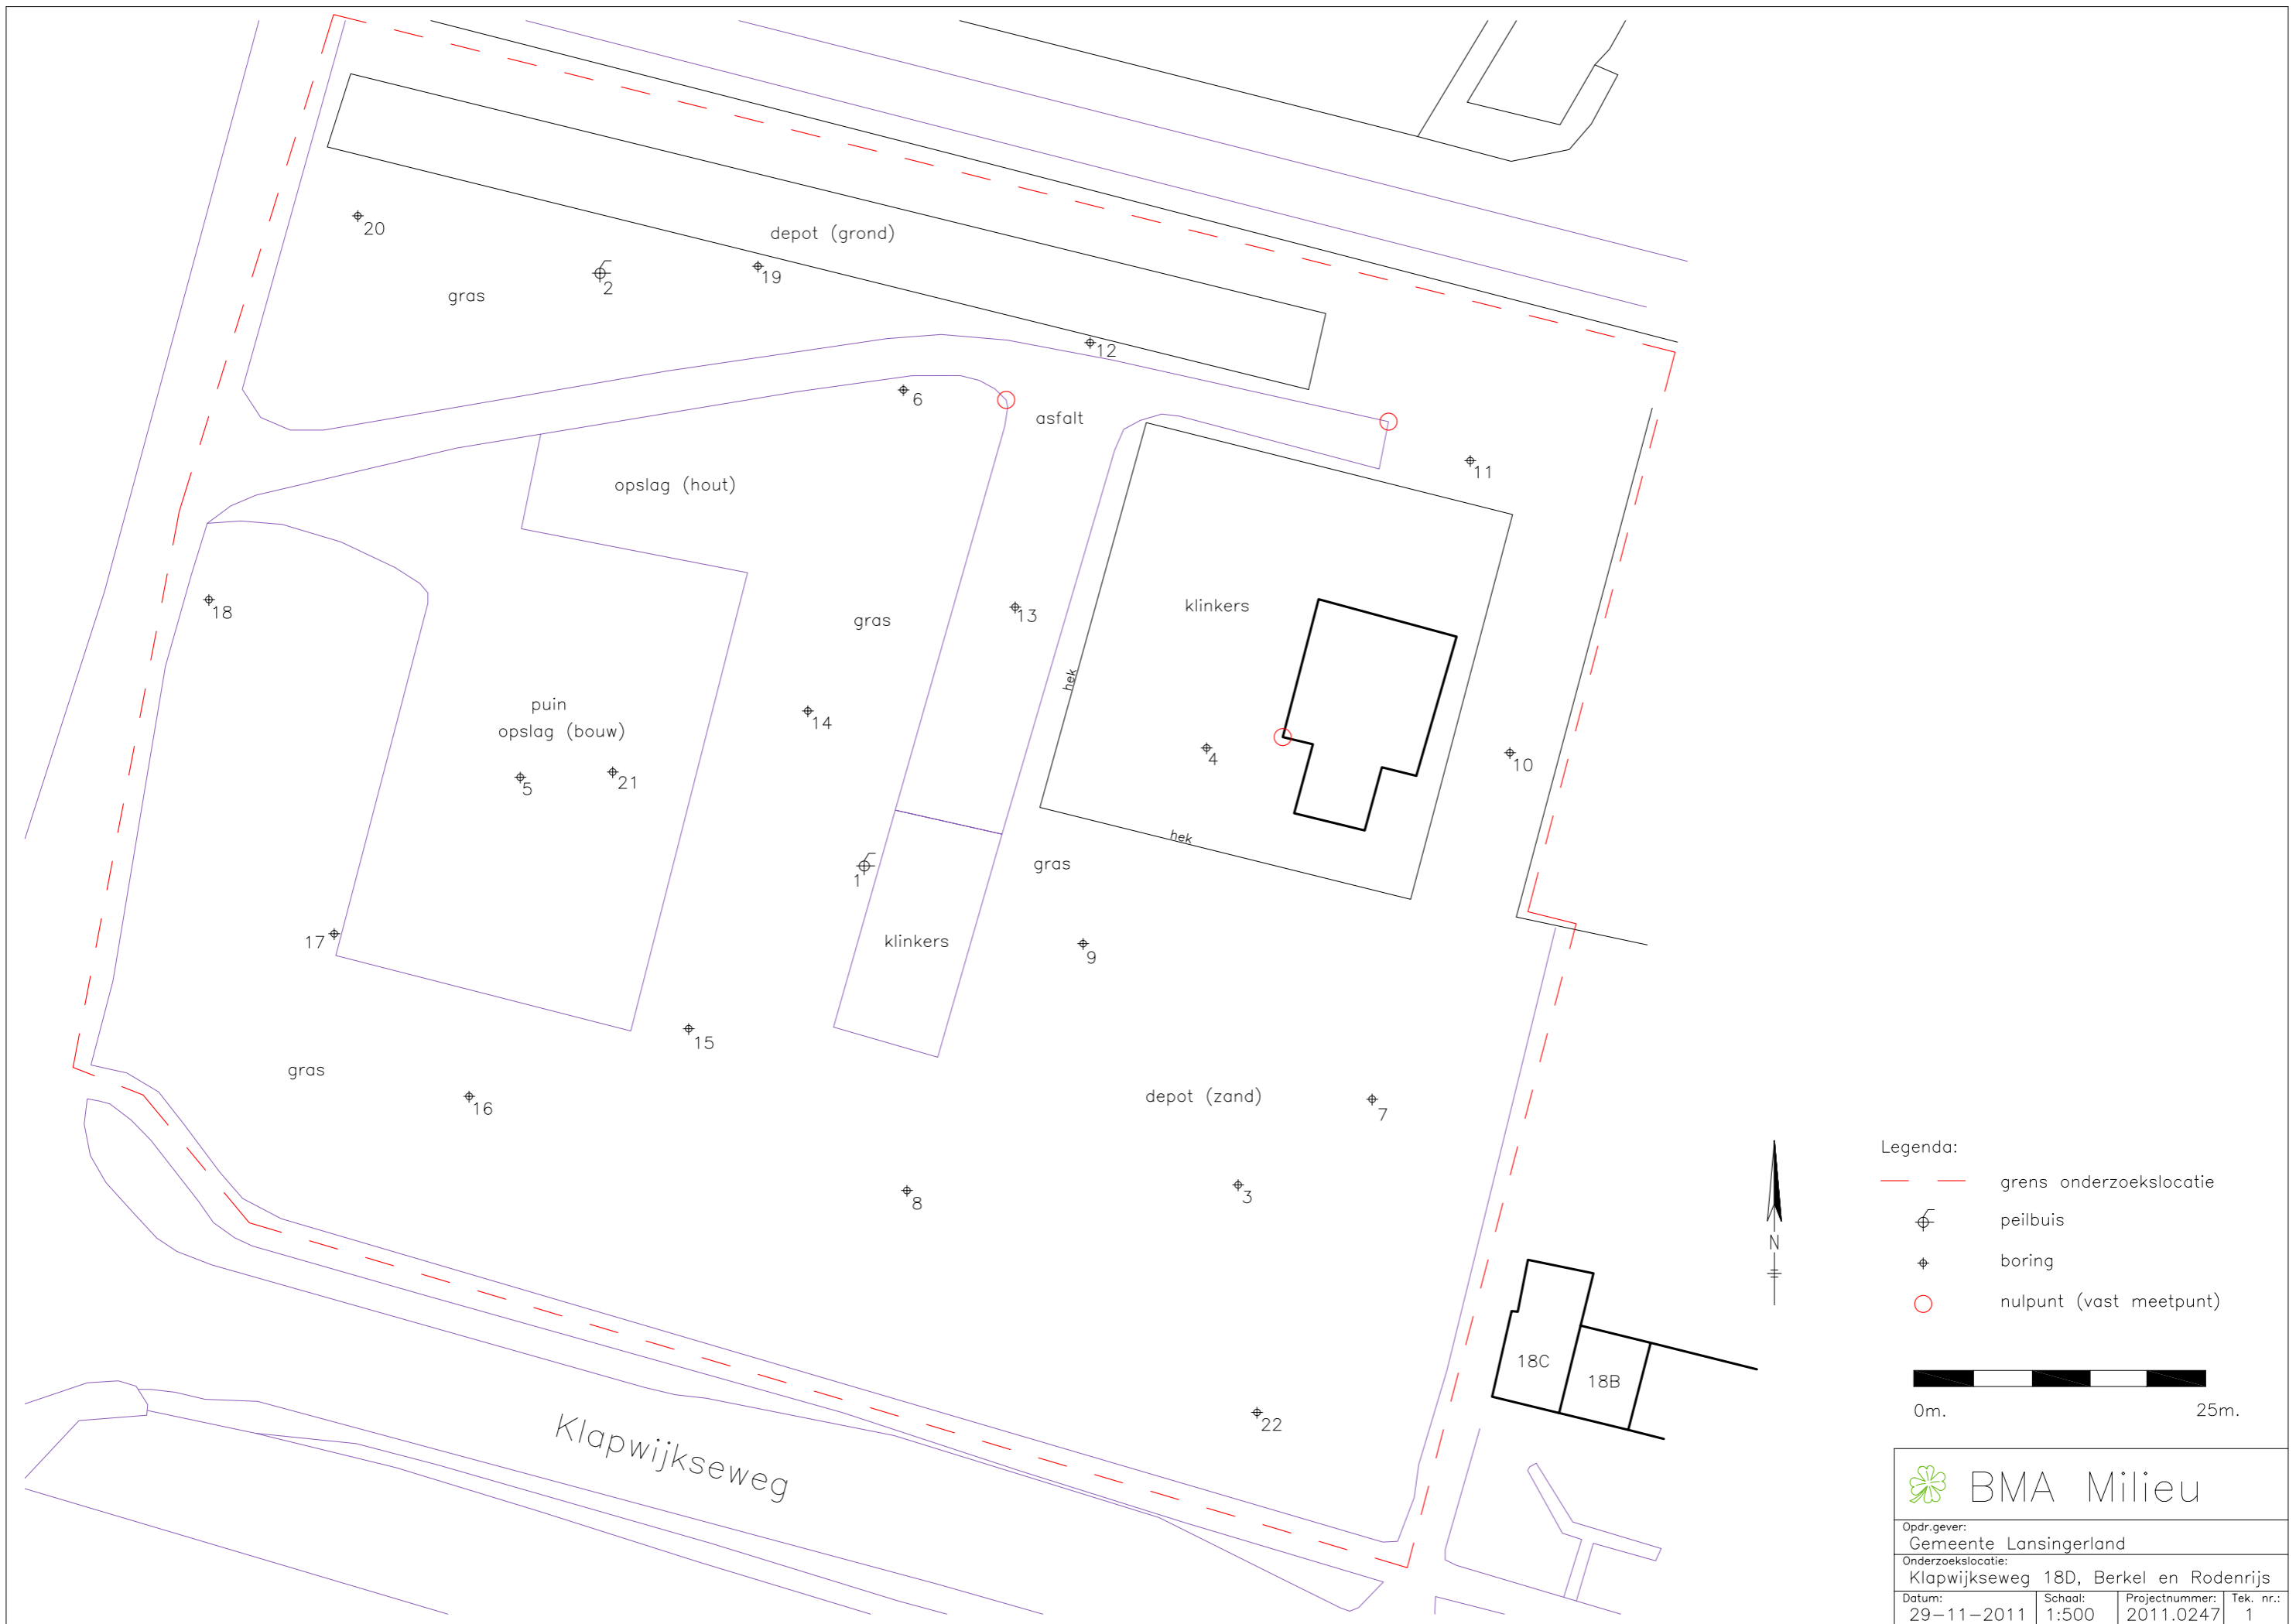 20
2
19
depot (grond)
gras
12
6
asfalt
11
opslag (hout)
18
13
klinkers
gras
hek
puin
opslag (bouw)
14
4
10
5
21
hek
1
gras
17
klinkers
9
15
gras
16
depot (zand)
7
8
3
N
18C
18B
22
Klapwijkseweg
Legenda:
grens onderzoekslocatie
peilbuis
boring
nulpunt (vast meetpunt)
0m. 25m.
BMA Milieu
Opdr.gever:
Gemeente Lansingerland
Onderzoekslocatie:
Klapwijkseweg 18D, Berkel en Rodenrijs
Datum: Schaal: Projectnummer: Tek. nr.:
29-11-2011 1:500 2011.0247 1